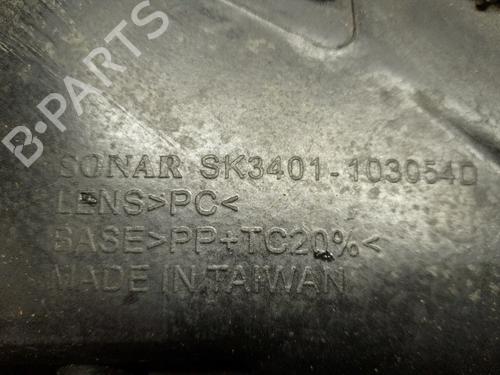 SONAR SK3401-103054D
LENS>PC<
BASE>PP+TC20%<
MADE IN TAIWAN
B-PARTS